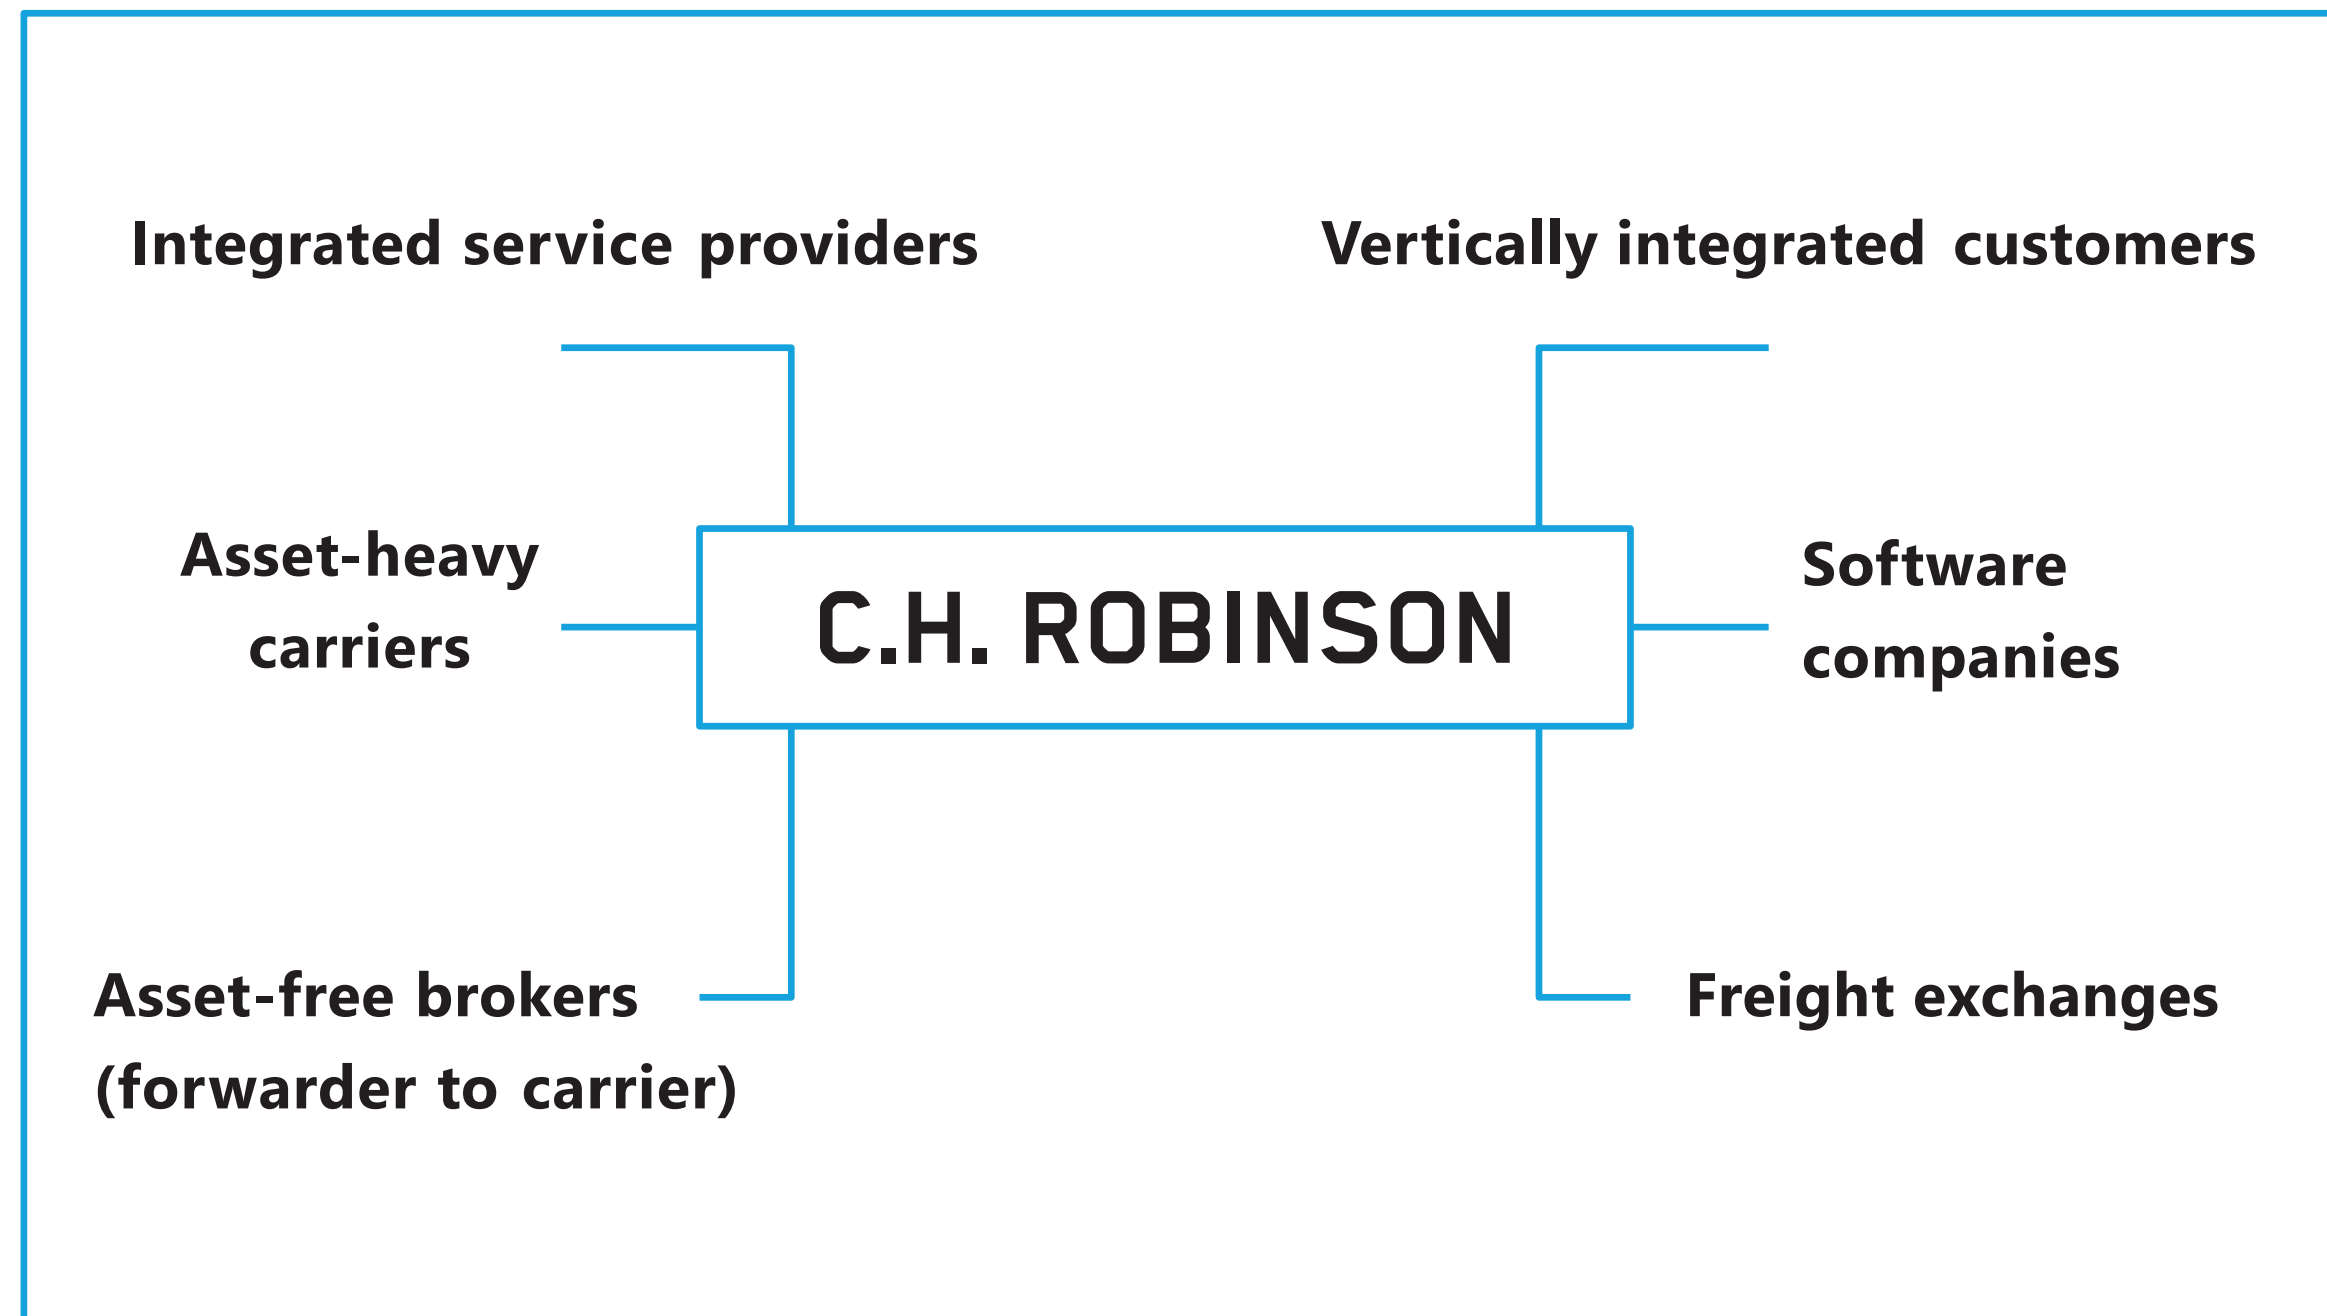 Integrated service providers
Vertically integrated customers
Asset-heavy
carriers
C.H. ROBINSON
Software
companies
Asset-free brokers
(forwarder to carrier)
Freight exchanges